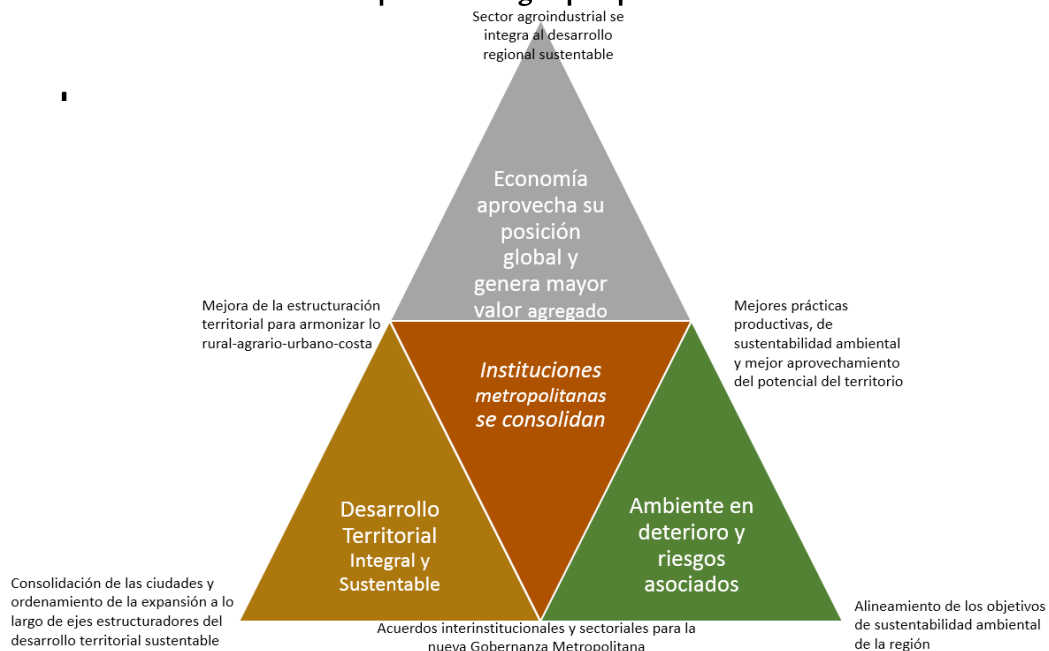 Sector agroindustrial se
integra al desarrollo
regional sustentable
Economía
aprovecha su
posición
global y
genera mayor
valor agregado
Mejora de la estructuración
territorial para armonizar lo
rural-agrario-urbano-costa
Mejores prácticas
productivas, de
sustentabilidad ambiental
y mejor aprovechamiento
del potencial del territorio
Instituciones
metropolitanas
se consolidan
Desarrollo
Territorial
Integral y
Sustentable
Ambiente en
deterioro y
riesgos
asociados
Consolidación de las ciudades y
ordenamiento de la expansión a lo
largo de ejes estructuradores del
desarrollo territorial sustentable
Acuerdos interinstitucionales y sectoriales para la
nueva Gobernanza Metropolitana
Alineamiento de los objetivos
de sustentabilidad ambiental
de la región